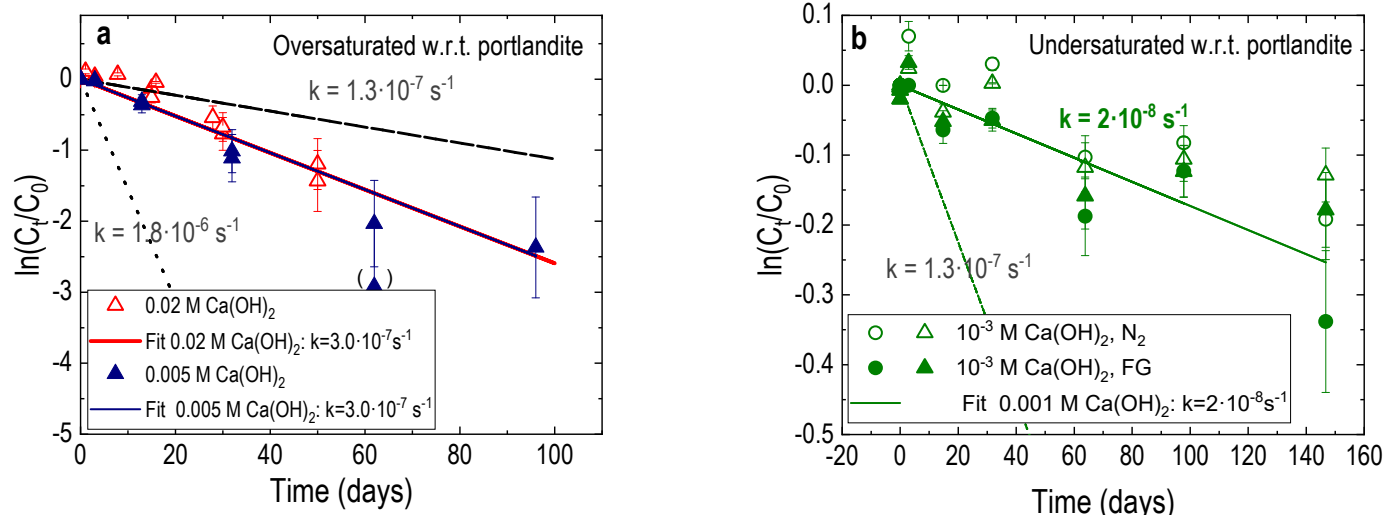 a
Oversaturated w.r.t. portlandite
k = 1.3·10⁻⁷ s⁻¹
k = 1.8·10⁻⁶ s⁻¹
0.02 M Ca(OH)₂
Fit 0.02 M Ca(OH)₂: k=3.0·10⁻⁷s⁻¹
0.005 M Ca(OH)₂
Fit 0.005 M Ca(OH)₂: k=3.0·10⁻⁷ s⁻¹
( )
1
0
-1
-2
-3
-4
-5
ln(Cₜ/C₀)
0 20 40 60 80 100
Time (days)
b
Undersaturated w.r.t. portlandite
k = 2·10⁻⁸ s⁻¹
k = 1.3·10⁻⁷ s⁻¹
10⁻³ M Ca(OH)₂, N₂
10⁻³ M Ca(OH)₂, FG
Fit 0.001 M Ca(OH)₂: k=2·10⁻⁸s⁻¹
0.1
0.0
-0.1
-0.2
-0.3
-0.4
-0.5
ln(Cₜ/C₀)
-20 0 20 40 60 80 100 120 140 160
Time (days)